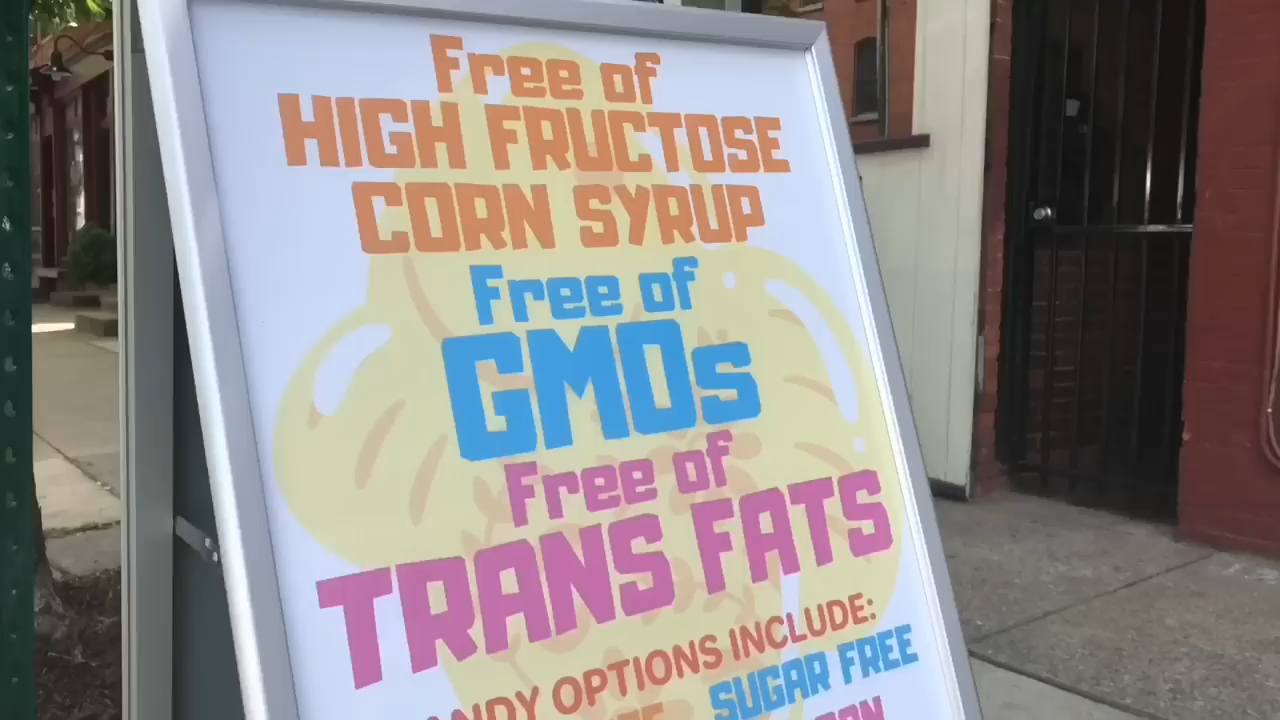 Free of
HIGH FRUCTOSE
CORN SYRUP
Free of
GMOs
Free of
TRANS FATS
OPTIONS INCLUDE:
SUGAR FREE